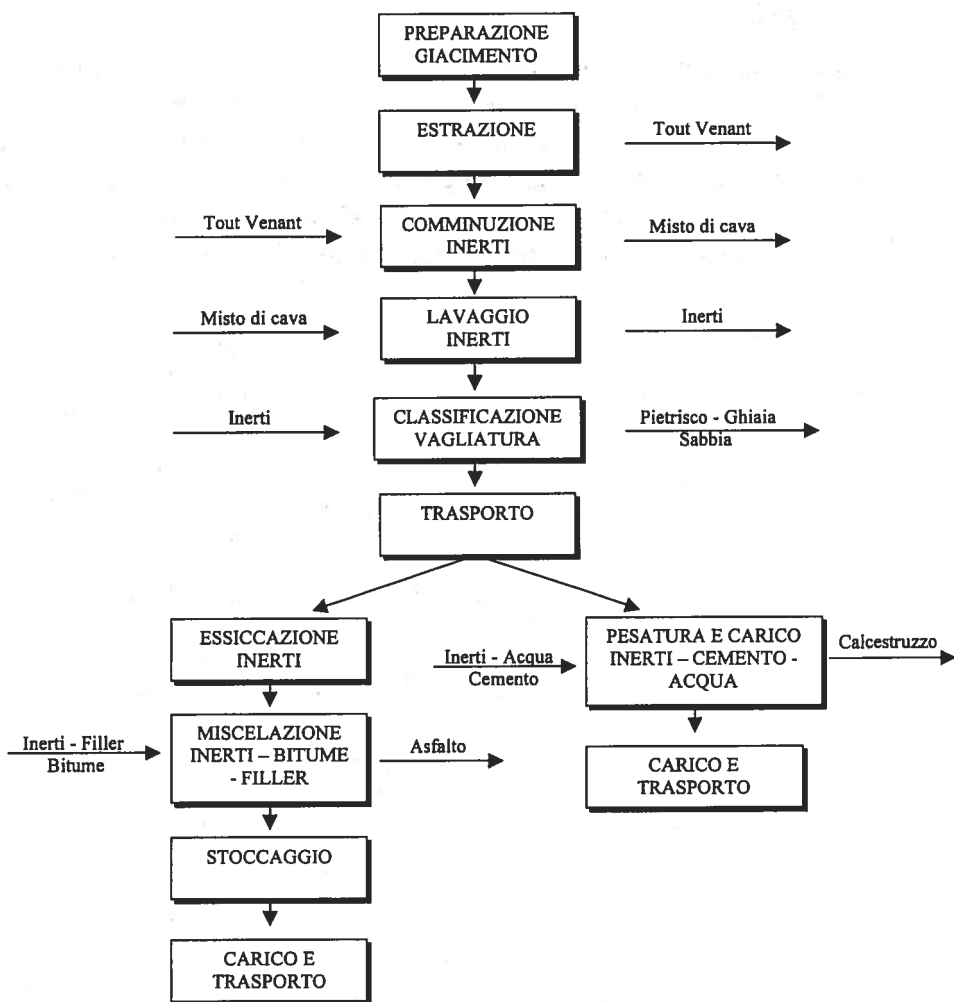 PREPARAZIONE
GIACIMENTO
ESTRAZIONE
Tout Venant
Tout Venant
COMMINUZIONE
INERTI
Misto di cava
Misto di cava
LAVAGGIO
INERTI
Inerti
Inerti
CLASSIFICAZIONE
VAGLIATURA
Pietrisco - Ghiaia
Sabbia
TRASPORTO
ESSICCAZIONE
INERTI
Inerti - Acqua
Cemento
PESATURA E CARICO
INERTI – CEMENTO -
ACQUA
Calcestruzzo
Inerti - Filler
Bitume
MISCELAZIONE
INERTI – BITUME
- FILLER
Asfalto
CARICO E
TRASPORTO
STOCCAGGIO
CARICO E
TRASPORTO